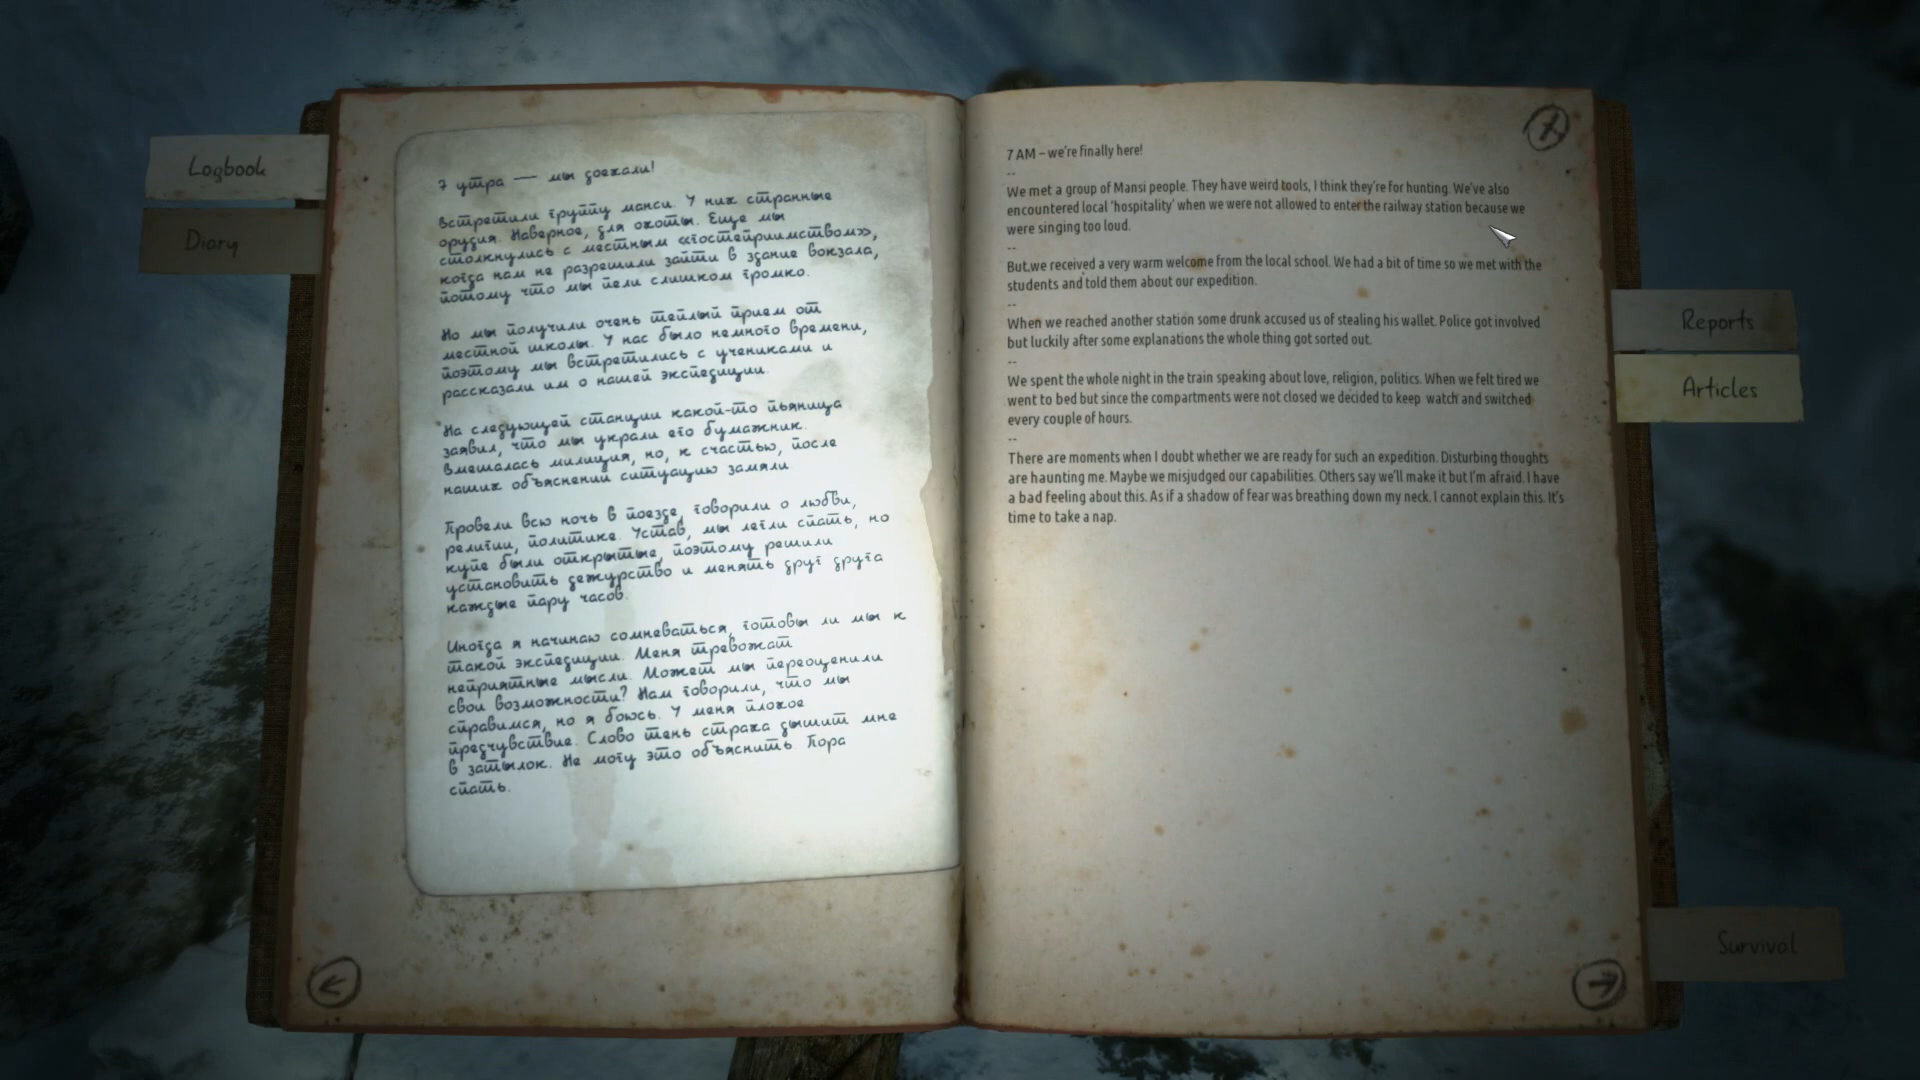 Logbook
Diary
7 утра — мы доехали!
Встретили группу манси. У них странные
орудия. Наверное, для охоты. Еще мы
столкнулись с местным «гостеприимством»,
когда нам не разрешили зайти в здание вокзала,
потому что мы пели слишком громко.
Но мы получили очень теплый прием от
местной школы. У нас было немного времени,
поэтому мы встретились с учениками и
рассказали им о нашей экспедиции.
На следующей станции какой-то пьяница
заявил, что мы украли его бумажник.
Вмешалась милиция, но, к счастью, после
наших объяснений ситуацию замяли
Провели всю ночь в поезде, говорили о любви,
религии, политике. Устав, мы легли спать, но
купе были открытые, поэтому решили
установить дежурство и менять друг друга
каждые пару часов.
Иногда я начинаю сомневаться, готовы ли мы к
такой экспедиции. Меня тревожат
неприятные мысли. Может мы переоценили
свои возможности? Нам говорили, что мы
справимся, но я боюсь. У меня плохое
предчувствие. Слово тень страха дышит мне
в затылок. Не могу это объяснить Пора
спать.
7 AM – we're finally here!
--
We met a group of Mansi people. They have weird tools, I think they're for hunting. We've also
encountered local 'hospitality' when we were not allowed to enter the railway station because we
were singing too loud.
--
But,we received a very warm welcome from the local school. We had a bit of time so we met with the
students and told them about our expedition.
--
When we reached another station some drunk accused us of stealing his wallet. Police got involved
but luckily after some explanations the whole thing got sorted out.
--
We spent the whole night in the train speaking about love, religion, politics. When we felt tired we
went to bed but since the compartments were not closed we decided to keep watch and switched
every couple of hours.
--
There are moments when I doubt whether we are ready for such an expedition. Disturbing thoughts
are haunting me. Maybe we misjudged our capabilities. Others say we'll make it but I'm afraid. I have
a bad feeling about this. As if a shadow of fear was breathing down my neck. I cannot explain this. It's
time to take a nap.
Reports
Articles
Survival